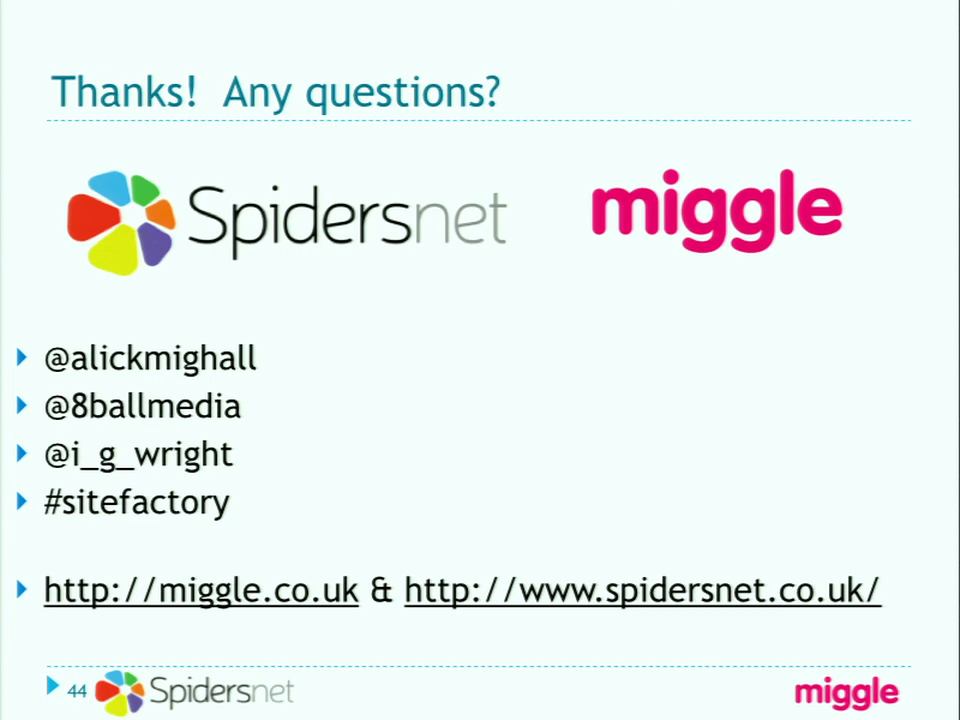 Thanks! Any questions?
Spidersnet
miggle
@alickmighall
@8ballmedia
@i_g_wright
#sitefactory
http://miggle.co.uk & http://www.spidersnet.co.uk/
44
Spidersnet
miggle